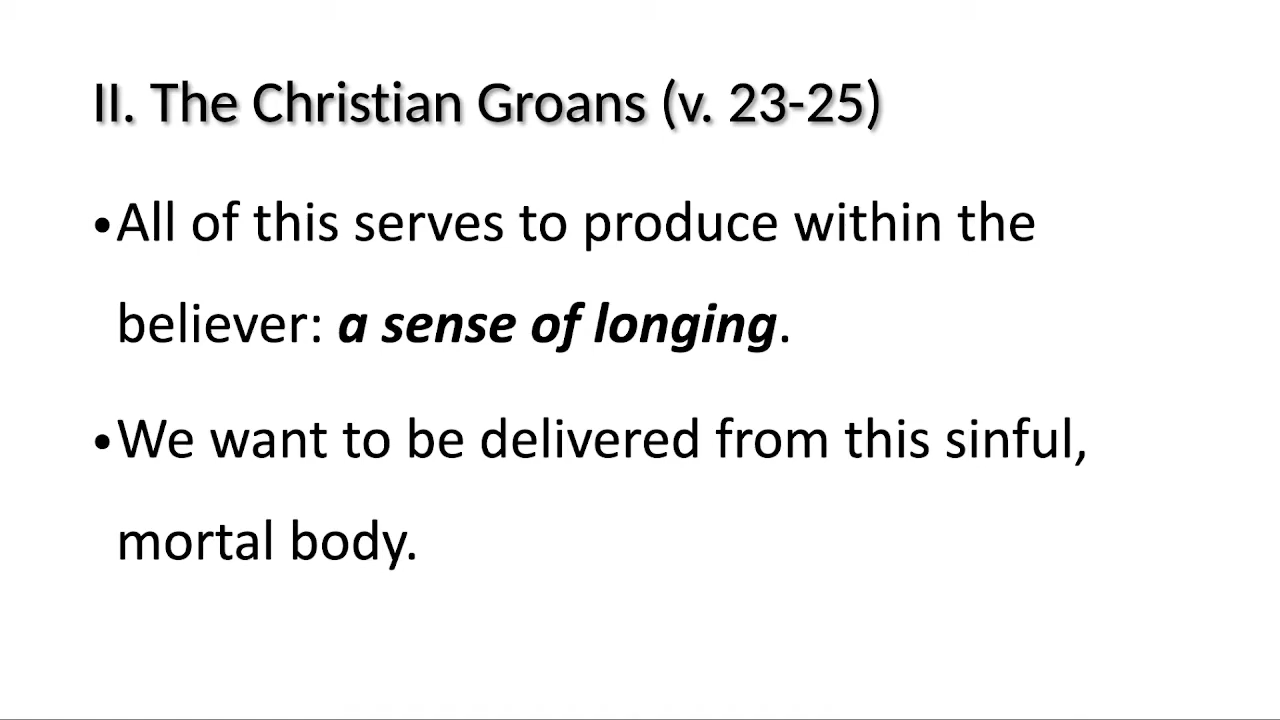 II. The Christian Groans (v. 23-25)
•All of this serves to produce within the
believer: a sense of longing.
•We want to be delivered from this sinful,
mortal body.